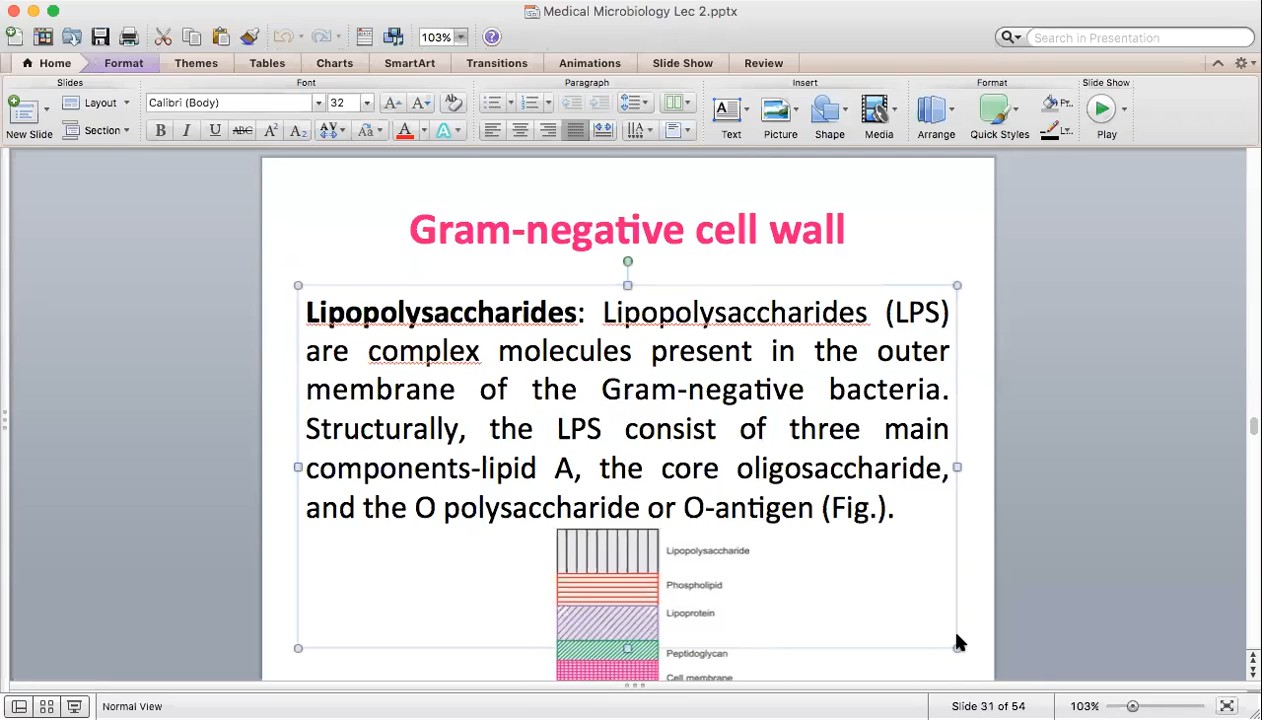 Medical Microbiology Lec 2.pptx
103%
Search in Presentation
Home Format Themes Tables Charts SmartArt Transitions Animations Slide Show Review
Slides Font Paragraph Insert Format Slide Show
New Slide Layout Section Calibri (Body) 32 Text Picture Shape Media Arrange Quick Styles Play
B I U ABC A² A₂
Gram-negative cell wall
Lipopolysaccharides: Lipopolysaccharides (LPS)
are complex molecules present in the outer
membrane of the Gram-negative bacteria.
Structurally, the LPS consist of three main
components-lipid A, the core oligosaccharide,
and the O polysaccharide or O-antigen (Fig.).
Lipopolysaccharide
Phospholipid
Lipoprotein
Peptidoglycan
Cell membrane
Normal View Slide 31 of 54 103%